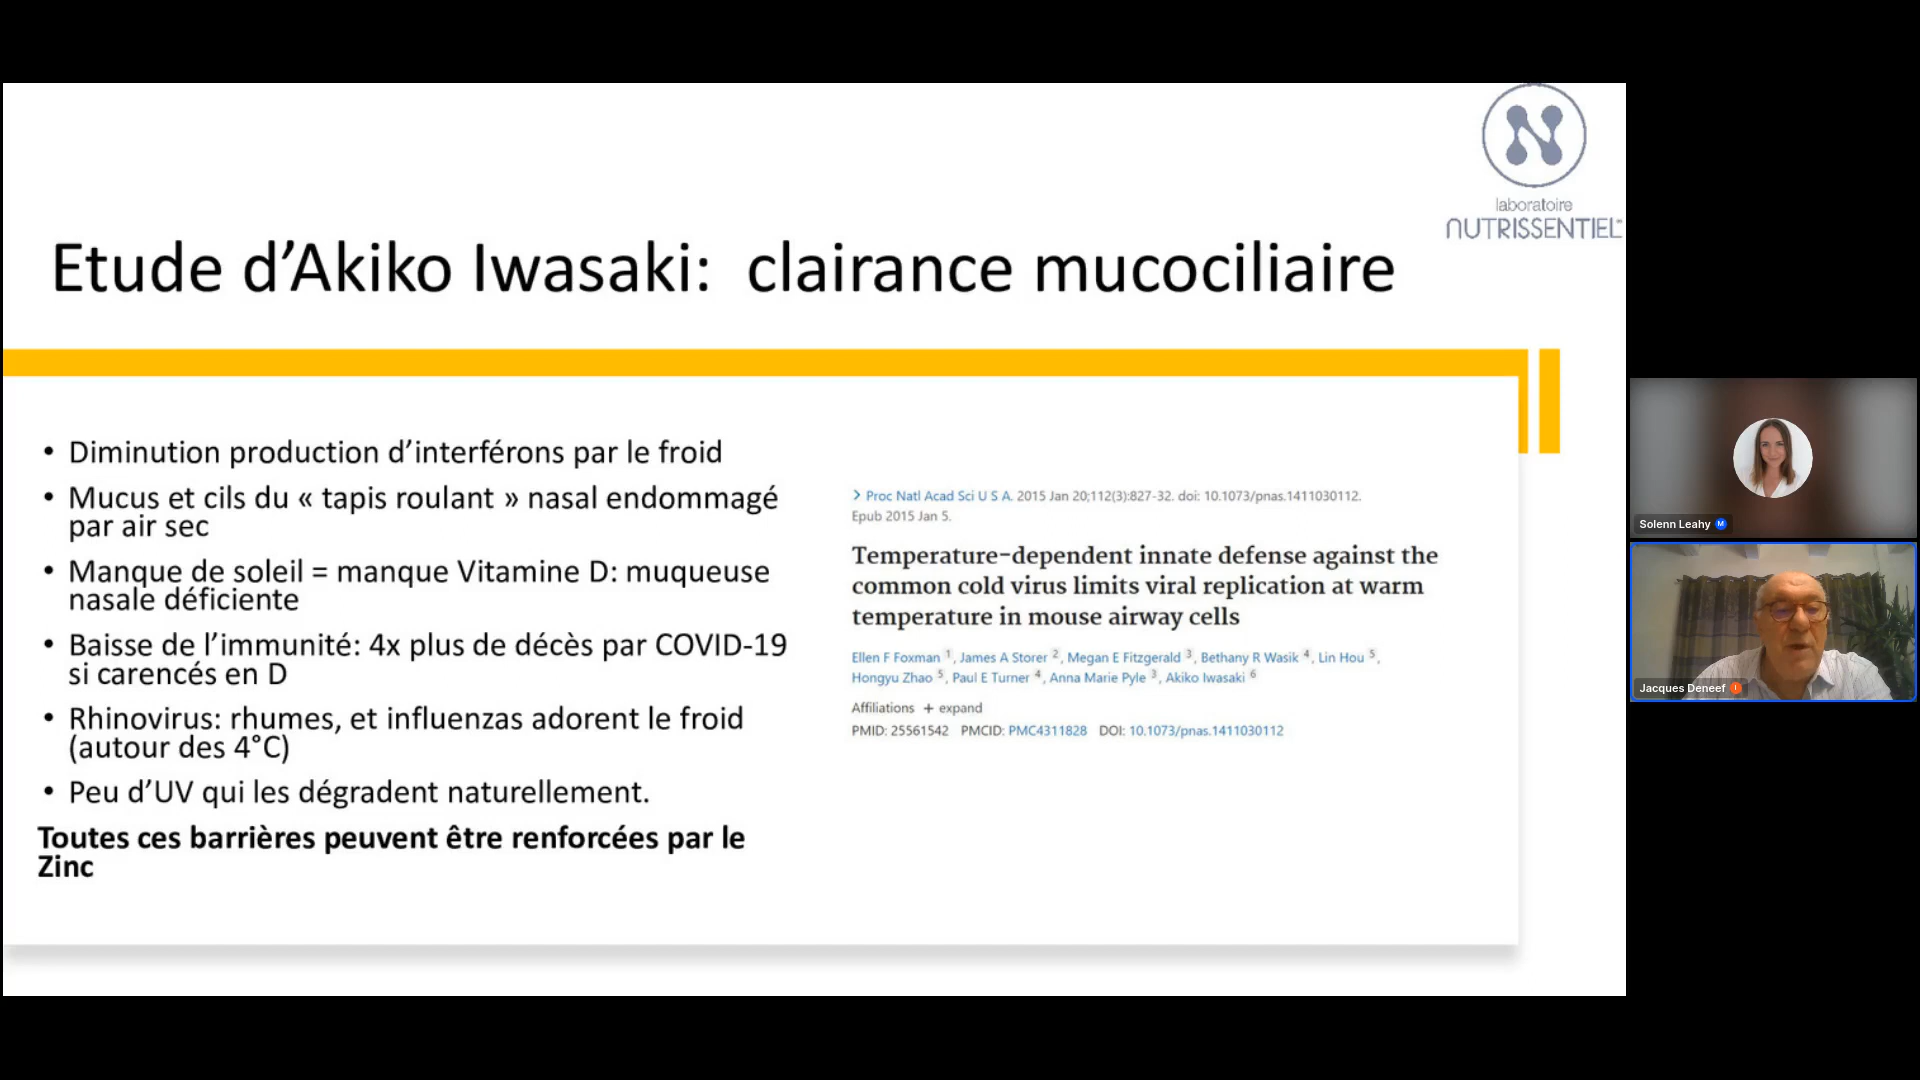 laboratoire
NUTRISSENTIEL
Etude d’Akiko Iwasaki: clairance mucociliaire
• Diminution production d’interférons par le froid
• Mucus et cils du « tapis roulant » nasal endommagé
par air sec
• Manque de soleil = manque Vitamine D: muqueuse
nasale déficiente
• Baisse de l’immunité: 4x plus de décès par COVID-19
si carencés en D
• Rhinovirus: rhumes, et influenzas adorent le froid
(autour des 4°C)
• Peu d’UV qui les dégradent naturellement.
Toutes ces barrières peuvent être renforcées par le
Zinc
> Proc Natl Acad Sci U S A. 2015 Jan 20;112(3):827-32. doi: 10.1073/pnas.1411030112.
Epub 2015 Jan 5.
Temperature-dependent innate defense against the
common cold virus limits viral replication at warm
temperature in mouse airway cells
Ellen F Foxman 1, James A Storer 2, Megan E Fitzgerald 3, Bethany R Wasik 4, Lin Hou 5,
Hongyu Zhao 5, Paul E Turner 4, Anna Marie Pyle 3, Akiko Iwasaki 6
Affiliations + expand
PMID: 25561542 PMCID: PMC4311828 DOI: 10.1073/pnas.1411030112
Solenn Leahy M
Jacques Deneef